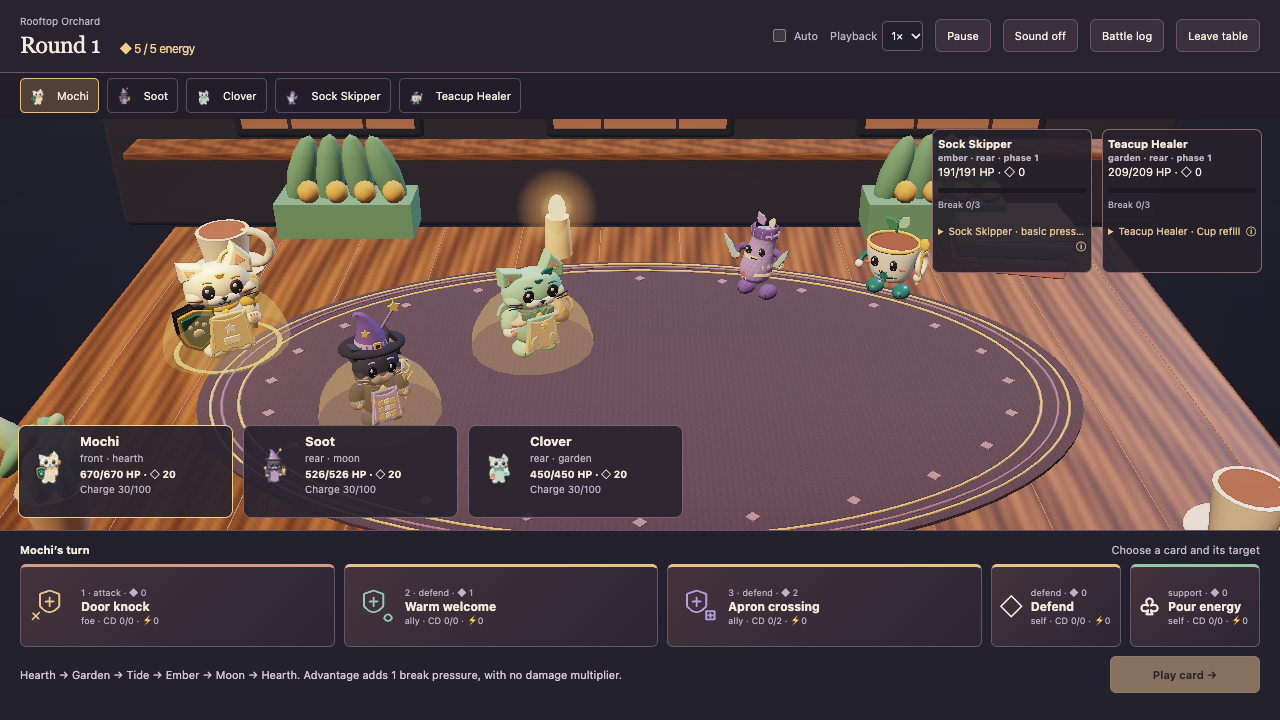 Rooftop Orchard
Round 1
5 / 5 energy
Auto
Playback
1×
Pause
Sound off
Battle log
Leave table
Mochi
Soot
Clover
Sock Skipper
Teacup Healer
Sock Skipper
ember · rear · phase 1
191/191 HP · ◇ 0
Break 0/3
▶ Sock Skipper · basic press... ⓘ
Teacup Healer
garden · rear · phase 1
209/209 HP · ◇ 0
Break 0/3
▶ Teacup Healer · Cup refill ⓘ
Mochi
front · hearth
670/670 HP · ◇ 20
Charge 30/100
Soot
rear · moon
526/526 HP · ◇ 20
Charge 30/100
Clover
rear · garden
450/450 HP · ◇ 20
Charge 30/100
Mochi’s turn
Choose a card and its target
1 · attack · ◆ 0
Door knock
foe · CD 0/0 · ⚡0
2 · defend · ◆ 1
Warm welcome
ally · CD 0/0 · ⚡0
3 · defend · ◆ 2
Apron crossing
ally · CD 0/2 · ⚡0
defend · ◆ 0
Defend
self · CD 0/0 · ⚡0
support · ◆ 0
Pour energy
self · CD 0/0 · ⚡0
Hearth → Garden → Tide → Ember → Moon → Hearth. Advantage adds 1 break pressure, with no damage multiplier.
Play card →